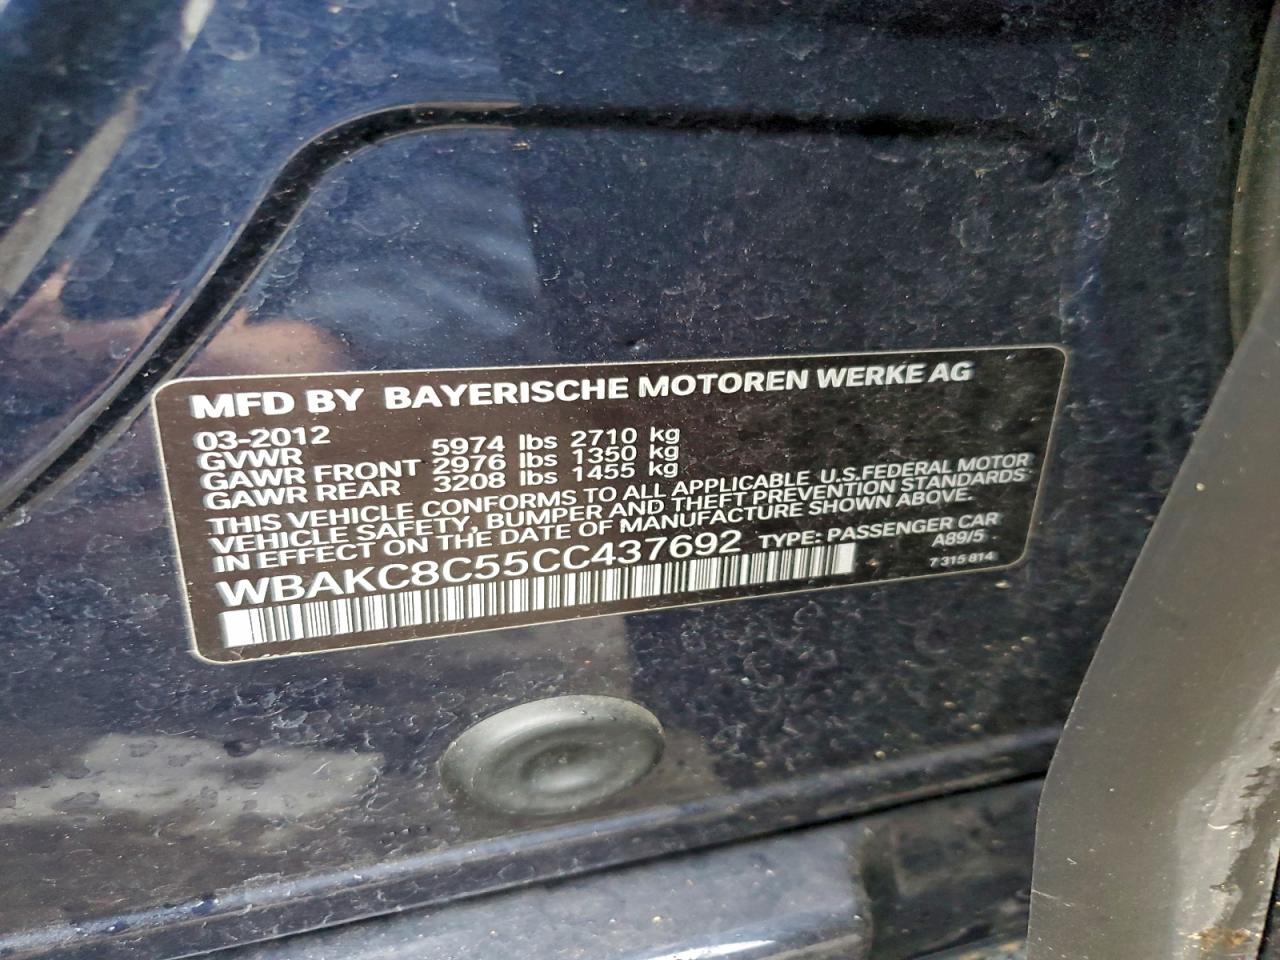 MFD BY BAYERISCHE MOTOREN WERKE AG
03-2012
GVWR 5974 lbs 2710 kg
GAWR FRONT 2976 lbs 1350 kg
GAWR REAR 3208 lbs 1455 kg
THIS VEHICLE CONFORMS TO ALL APPLICABLE U.S.FEDERAL MOTOR
VEHICLE SAFETY, BUMPER AND THEFT PREVENTION STANDARDS
IN EFFECT ON THE DATE OF MANUFACTURE SHOWN ABOVE.
WBAKC8C55CC437692 TYPE: PASSENGER CAR
A89/5
7 315 814